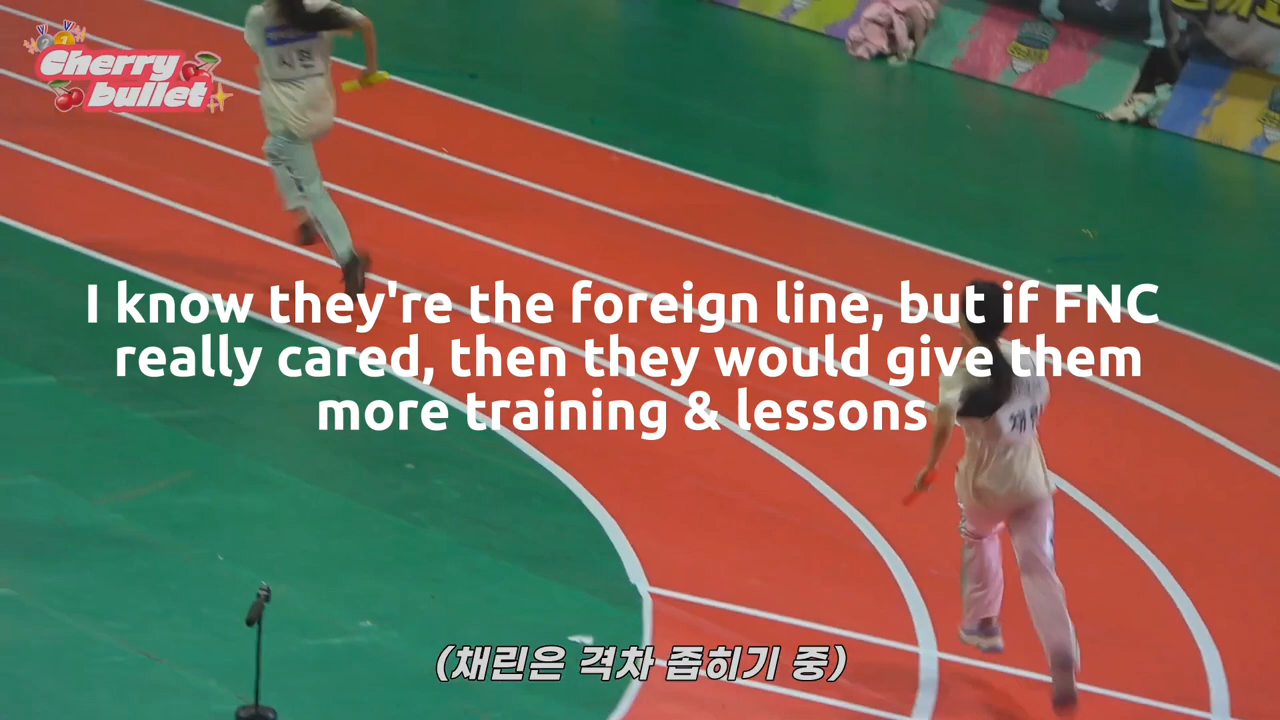 Cherry
bullet
I know they're the foreign line, but if FNC
really cared, then they would give them
more training & lessons
(채린은 격차 좁히기 중)